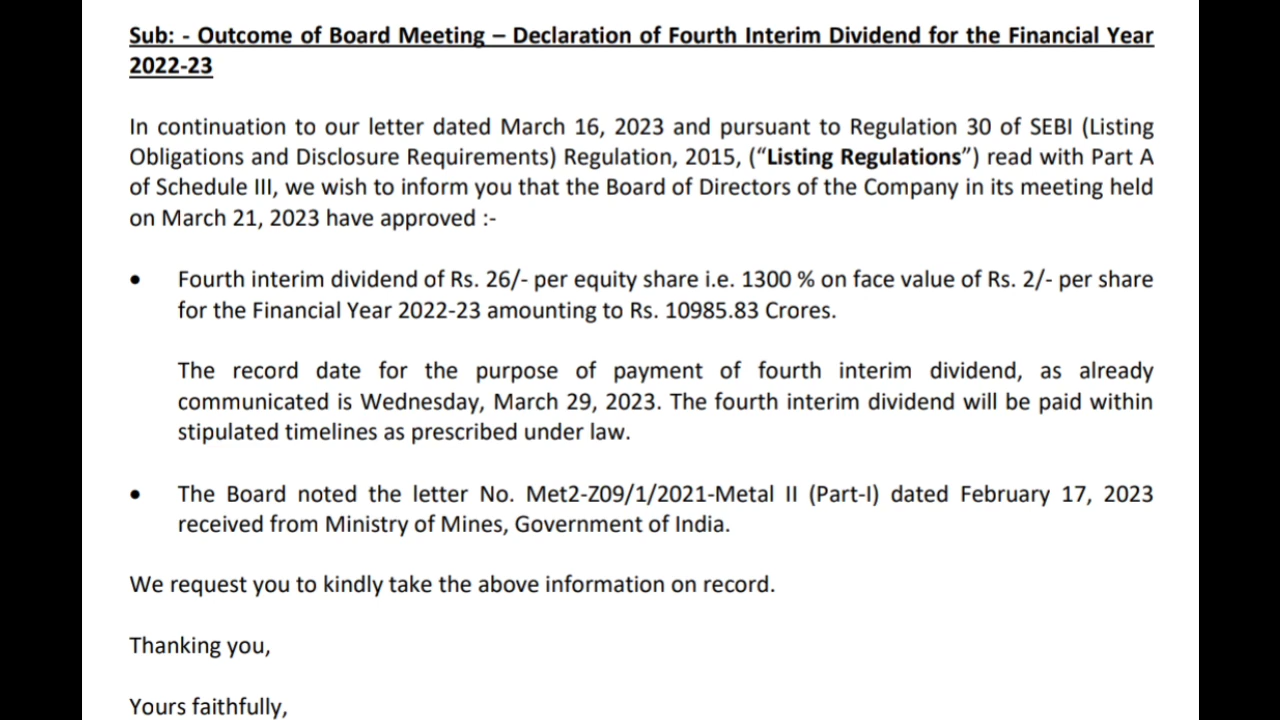 Sub: - Outcome of Board Meeting – Declaration of Fourth Interim Dividend for the Financial Year
2022-23
In continuation to our letter dated March 16, 2023 and pursuant to Regulation 30 of SEBI (Listing
Obligations and Disclosure Requirements) Regulation, 2015, (“Listing Regulations”) read with Part A
of Schedule III, we wish to inform you that the Board of Directors of the Company in its meeting held
on March 21, 2023 have approved :-
• Fourth interim dividend of Rs. 26/- per equity share i.e. 1300 % on face value of Rs. 2/- per share
for the Financial Year 2022-23 amounting to Rs. 10985.83 Crores.
The record date for the purpose of payment of fourth interim dividend, as already
communicated is Wednesday, March 29, 2023. The fourth interim dividend will be paid within
stipulated timelines as prescribed under law.
• The Board noted the letter No. Met2-Z09/1/2021-Metal II (Part-I) dated February 17, 2023
received from Ministry of Mines, Government of India.
We request you to kindly take the above information on record.
Thanking you,
Yours faithfully,